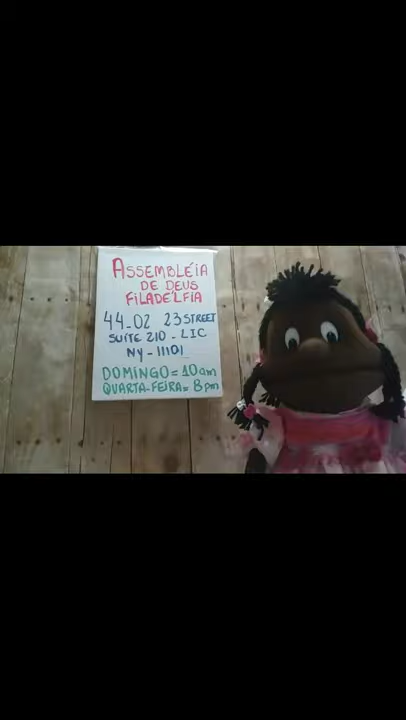 ASSEMBLÉIA
DE DEUS
FILADÉLFIA
44-02 23 STREET
SUITE 210 - LIC
NY - 11101
DOMINGO = 10am
QUARTA-FEIRA = 8pm